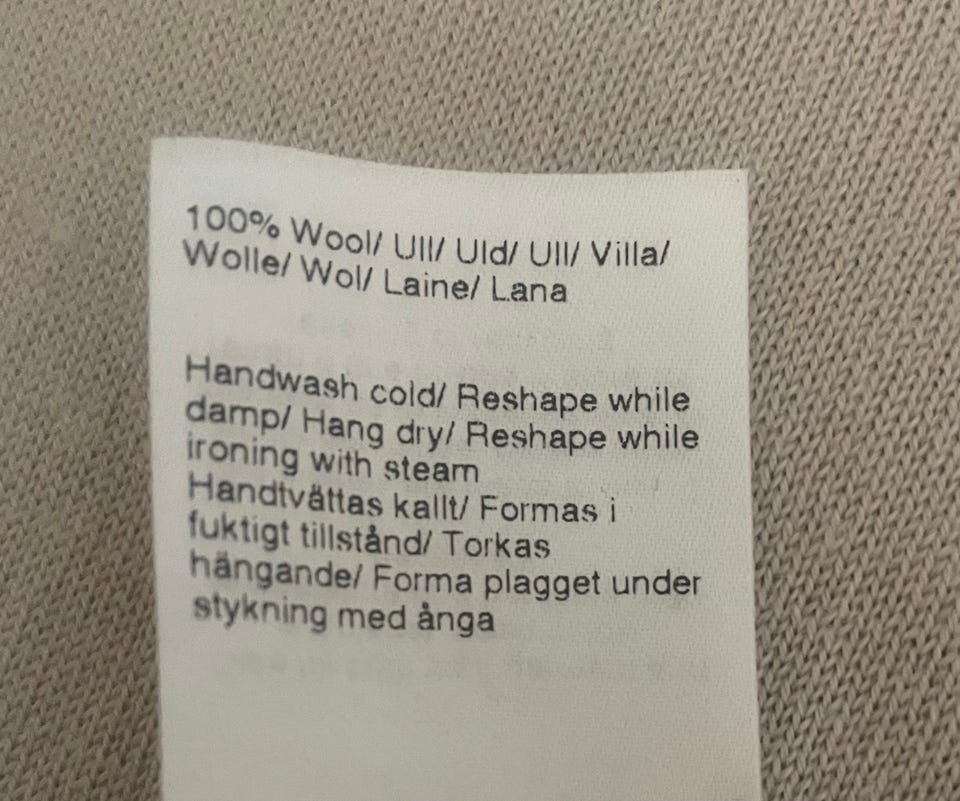 100% Wool/ Ull/ Uld/ Ull/ Villa/
Wolle/ Wol/ Laine/ Lana
Handwash cold/ Reshape while
damp/ Hang dry/ Reshape while
ironing with steam
Handtvättas kallt/ Formas i
fuktigt tillstånd/ Torkas
hängande/ Forma plagget under
stykning med ånga